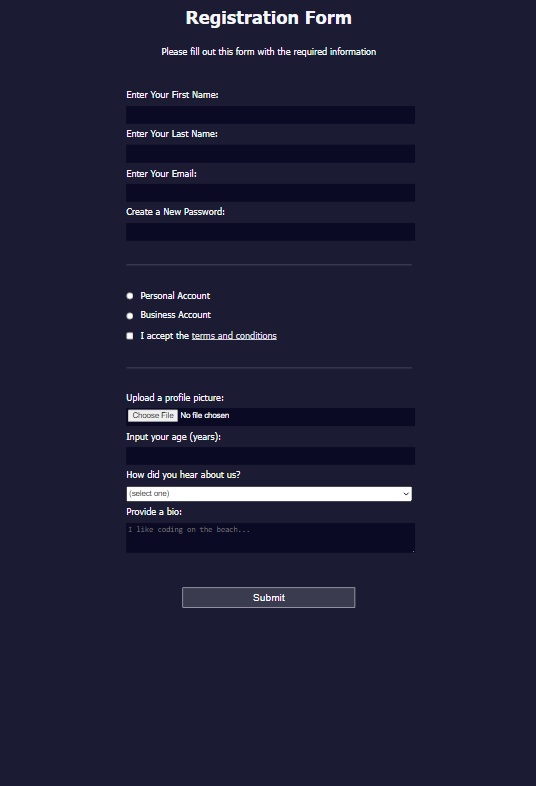 Registration Form
Please fill out this form with the required information
Enter Your First Name:
Enter Your Last Name:
Enter Your Email:
Create a New Password:
Personal Account
Business Account
I accept the terms and conditions
Upload a profile picture:
Choose File No file chosen
Input your age (years):
How did you hear about us?
(select one)
Provide a bio:
I like coding on the beach...
Submit